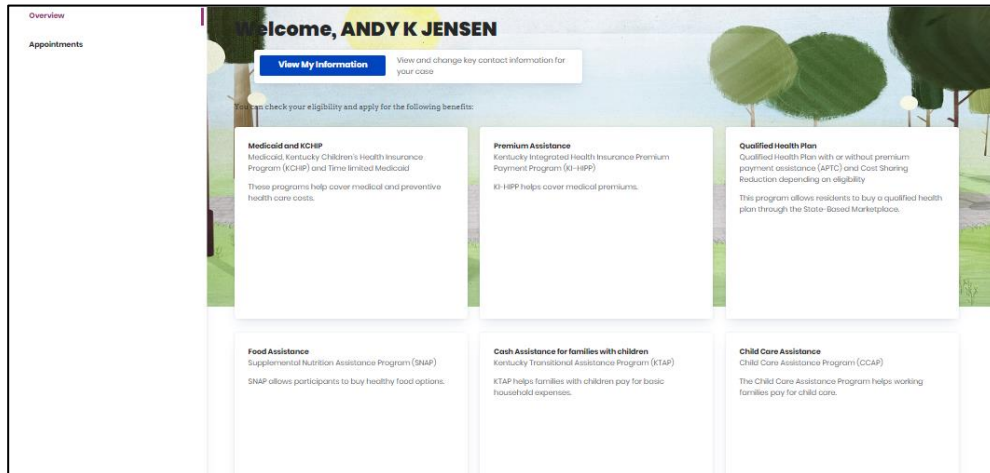 Overview
Appointments
Welcome, ANDY K JENSEN
View My Information
View and change key contact information for
your case
You can check your eligibility and apply for the following benefits:
Medicaid and KCHIP
Medicaid, Kentucky Children's Health Insurance
Program (KCHIP) and Time limited Medicaid
These programs help cover medical and preventive
health care costs.
Premium Assistance
Kentucky Integrated Health Insurance Premium
Payment Program (KI-HIPP)
KI-HIPP helps cover medical premiums.
Qualified Health Plan
Qualified Health Plan with or without premium
payment assistance (APTC) and Cost Sharing
Reduction depending on eligibility
This program allows residents to buy a qualified health
plan through the State-Based Marketplace.
Food Assistance
Supplemental Nutrition Assistance Program (SNAP)
SNAP allows participants to buy healthy food options.
Cash Assistance for families with children
Kentucky Transitional Assistance Program (KTAP)
KTAP helps families with children pay for basic
household expenses.
Child Care Assistance
Child Care Assistance Program (CCAP)
The Child Care Assistance Program helps working
families pay for child care.